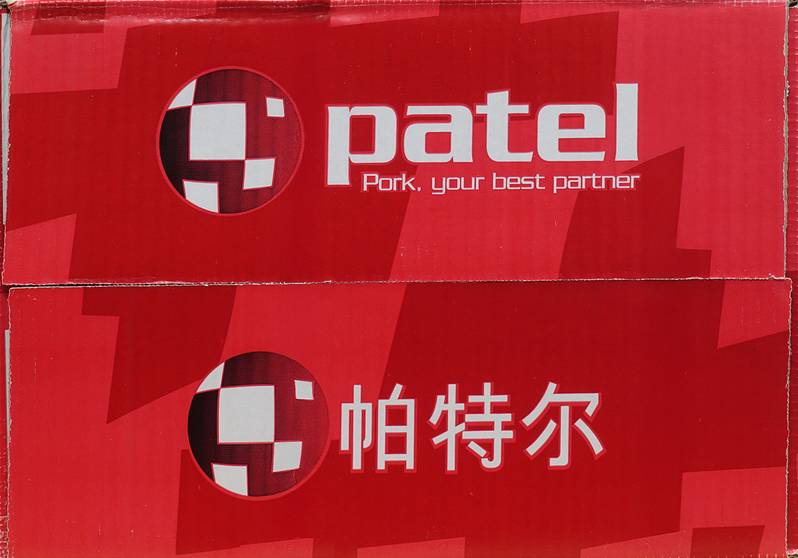 patel
Pork, your best partner
帕特尔